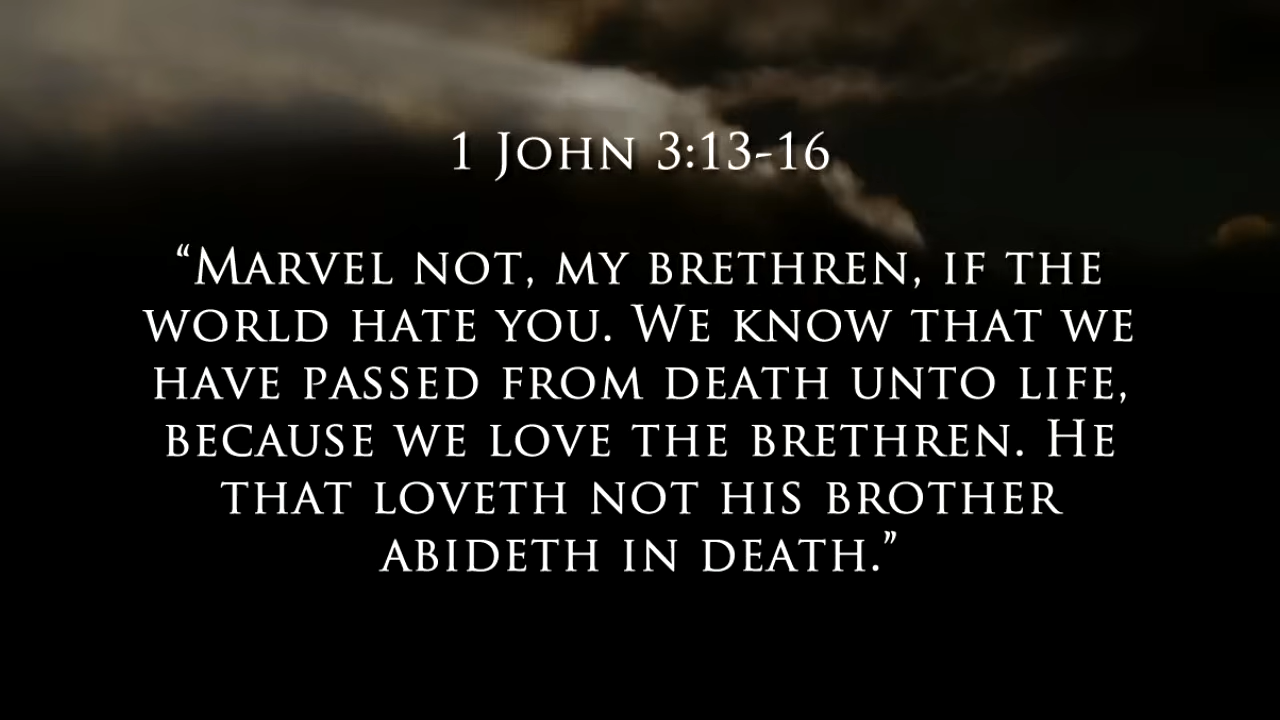 1 John 3:13-16
“Marvel not, my brethren, if the
world hate you. We know that we
have passed from death unto life,
because we love the brethren. He
that loveth not his brother
abideth in death.”